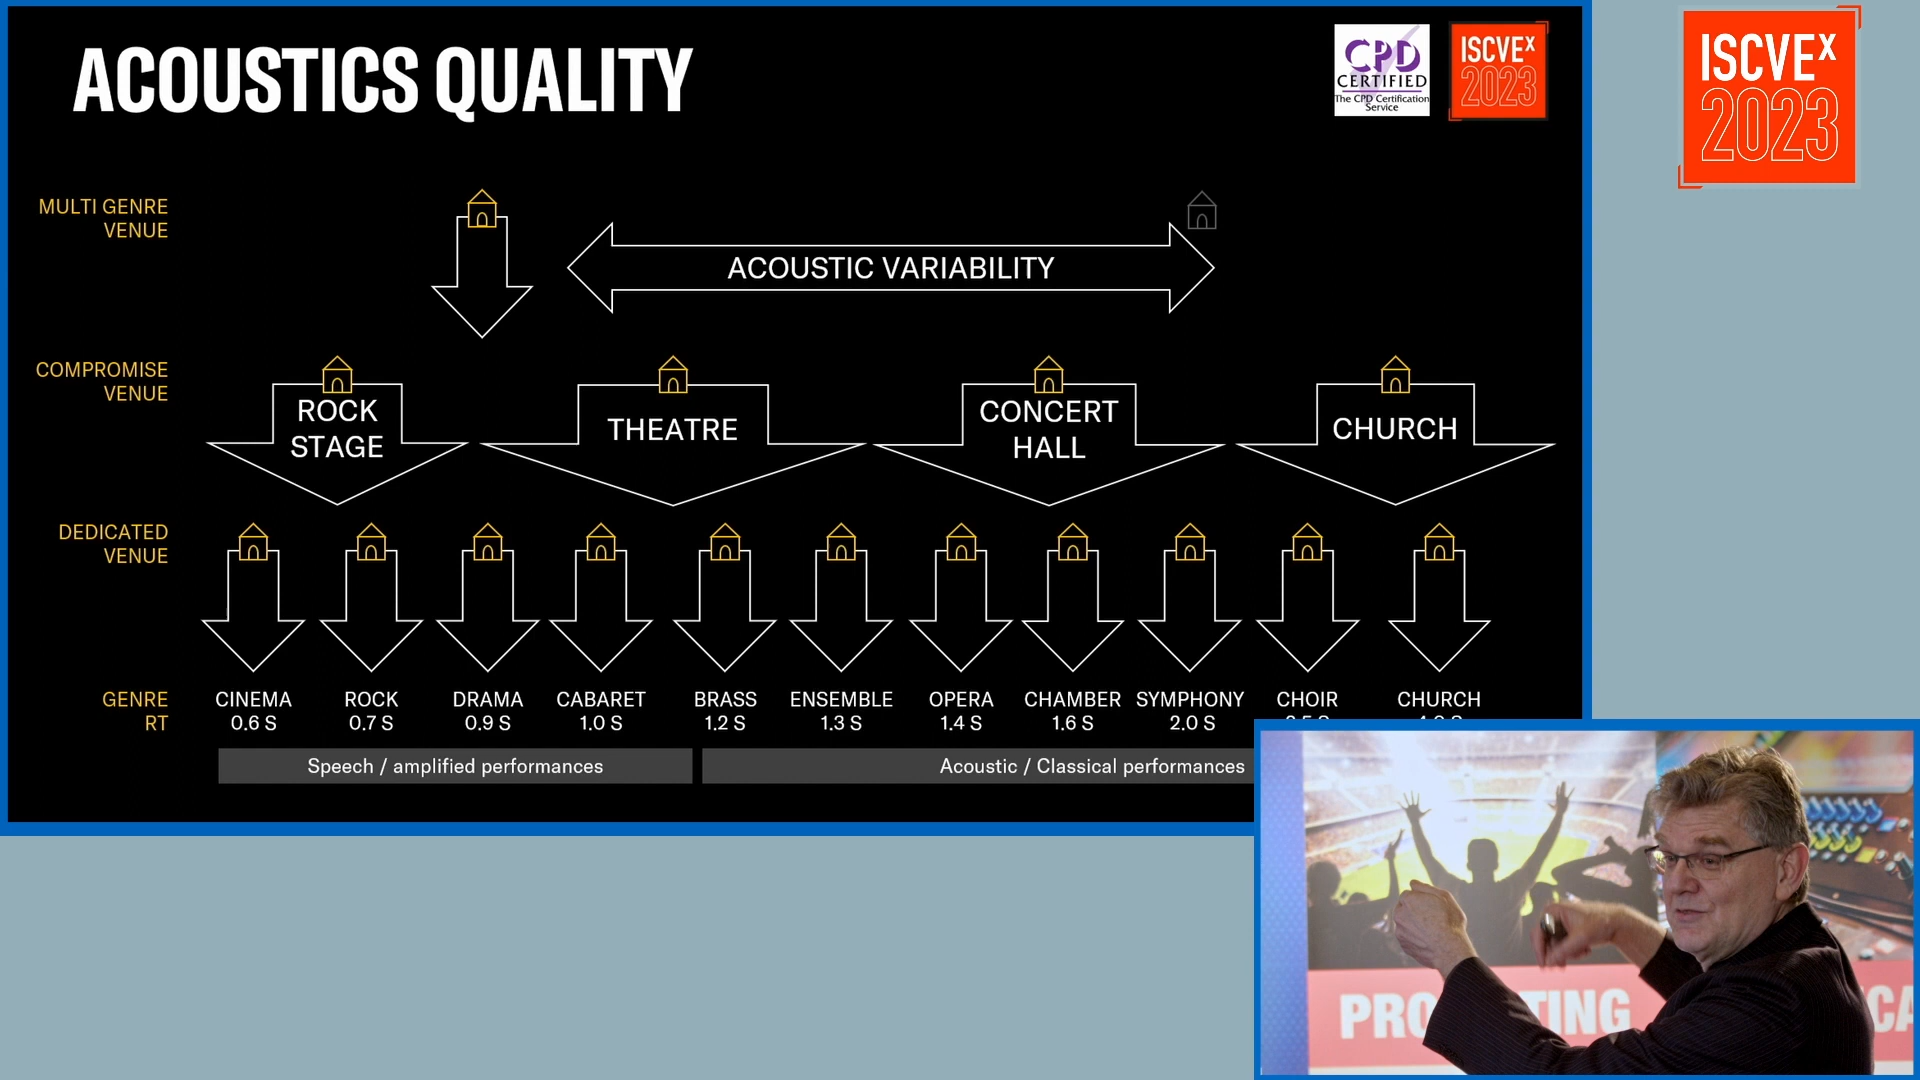 ACOUSTICS QUALITY
CPD
CERTIFIED
The CPD Certification
Service
ISCVEx
2023
ISCVEx
2023
MULTI GENRE
VENUE
ACOUSTIC VARIABILITY
COMPROMISE
VENUE
ROCK
STAGE
THEATRE
CONCERT
HALL
CHURCH
DEDICATED
VENUE
GENRE
RT
CINEMA
0.6 S
ROCK
0.7 S
DRAMA
0.9 S
CABARET
1.0 S
BRASS
1.2 S
ENSEMBLE
1.3 S
OPERA
1.4 S
CHAMBER
1.6 S
SYMPHONY
2.0 S
CHOIR
CHURCH
Speech / amplified performances
Acoustic / Classical performances